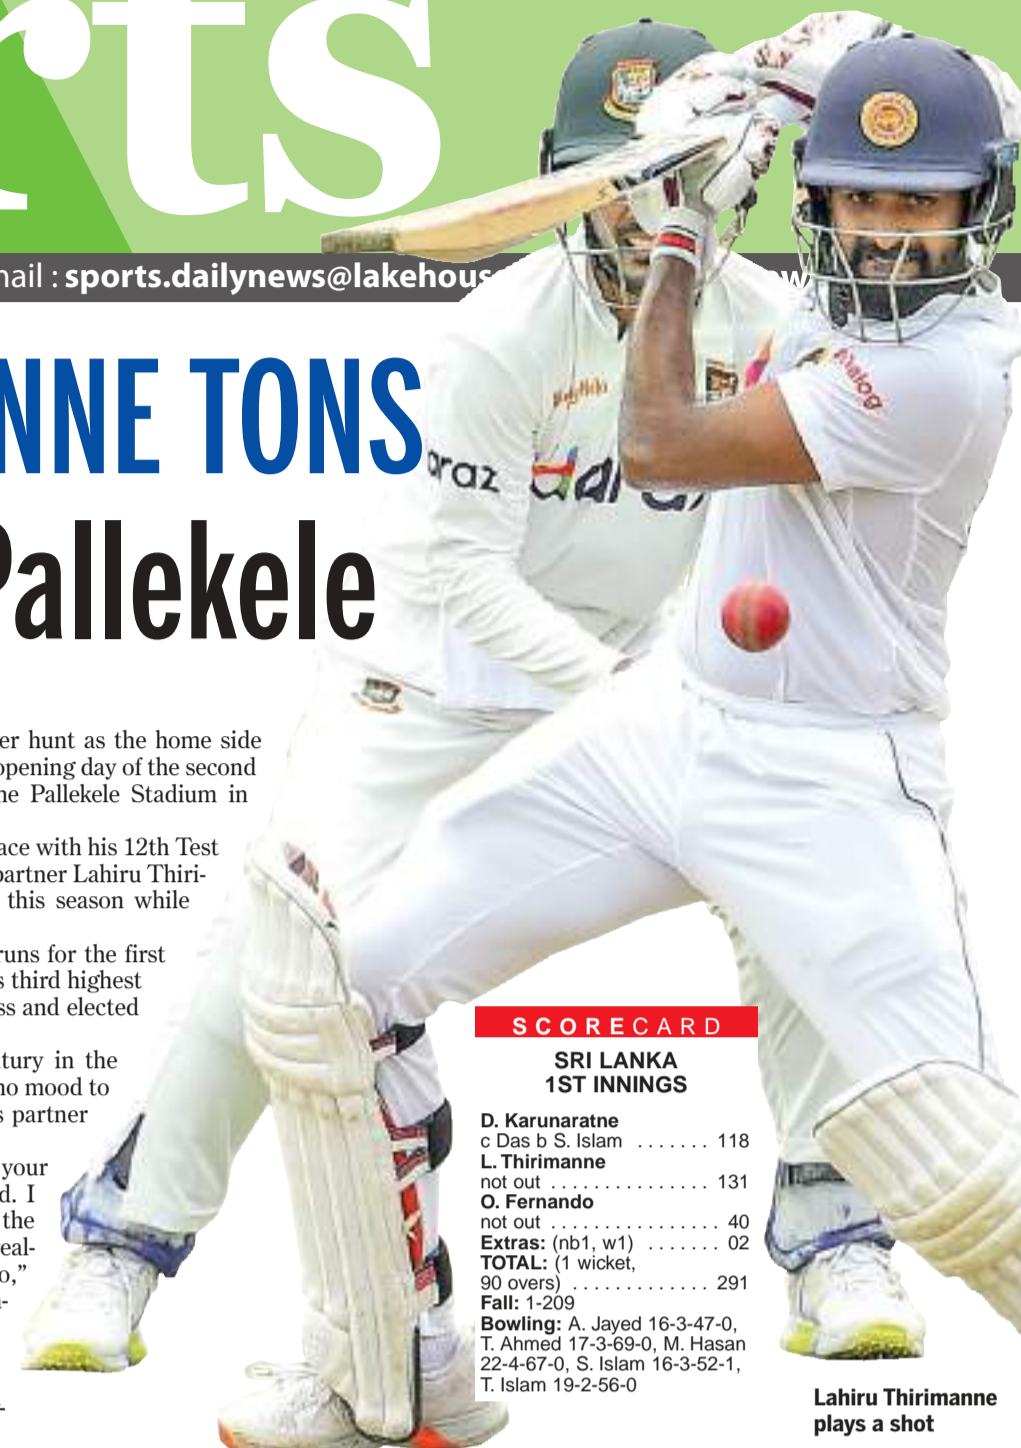 rts
mail : sports.dailynews@lakehous
NNE TONS
Pallekele
Analog
araz
daraz
er hunt as the home side
opening day of the second
he Pallekele Stadium in
ace with his 12th Test
partner Lahiru Thiri-
this season while
runs for the first
s third highest
ss and elected
tury in the
no mood to
s partner
your
d. I
the
real-
o,"
SCORECARD
SRI LANKA
1ST INNINGS
D. Karunaratne
c Das b S. Islam ....... 118
L. Thirimanne
not out ............... 131
O. Fernando
not out ................ 40
Extras: (nb1, w1) ....... 02
TOTAL: (1 wicket,
90 overs) ............. 291
Fall: 1-209
Bowling: A. Jayed 16-3-47-0,
T. Ahmed 17-3-69-0, M. Hasan
22-4-67-0, S. Islam 16-3-52-1,
T. Islam 19-2-56-0
Lahiru Thirimanne
plays a shot